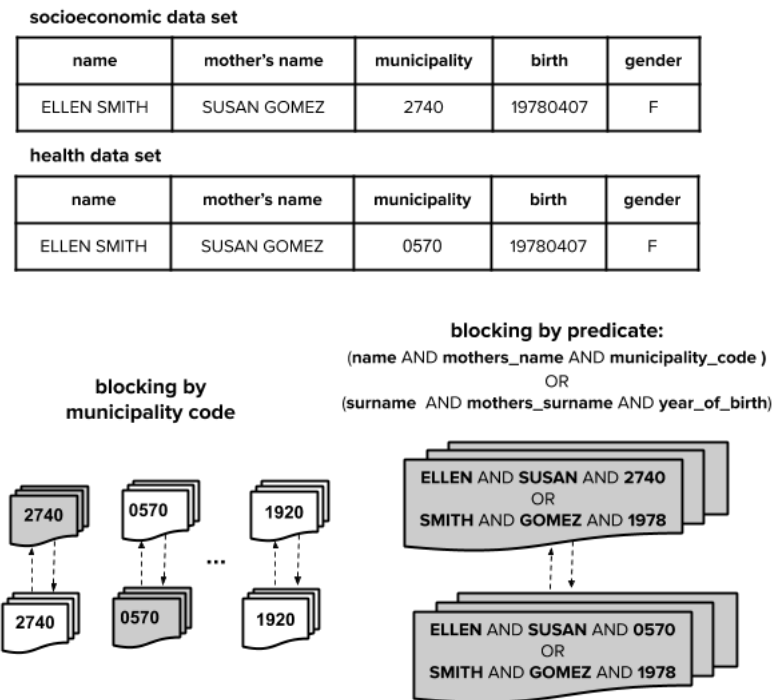 socioeconomic data set
name mother's name municipality birth gender
ELLEN SMITH SUSAN GOMEZ 2740 19780407 F
health data set
name mother's name municipality birth gender
ELLEN SMITH SUSAN GOMEZ 0570 19780407 F
blocking by
municipality code
2740 0570 1920
...
2740 0570 1920
blocking by predicate:
(name AND mothers_name AND municipality_code )
OR
(surname AND mothers_surname AND year_of_birth)
ELLEN AND SUSAN AND 2740
OR
SMITH AND GOMEZ AND 1978
ELLEN AND SUSAN AND 0570
OR
SMITH AND GOMEZ AND 1978